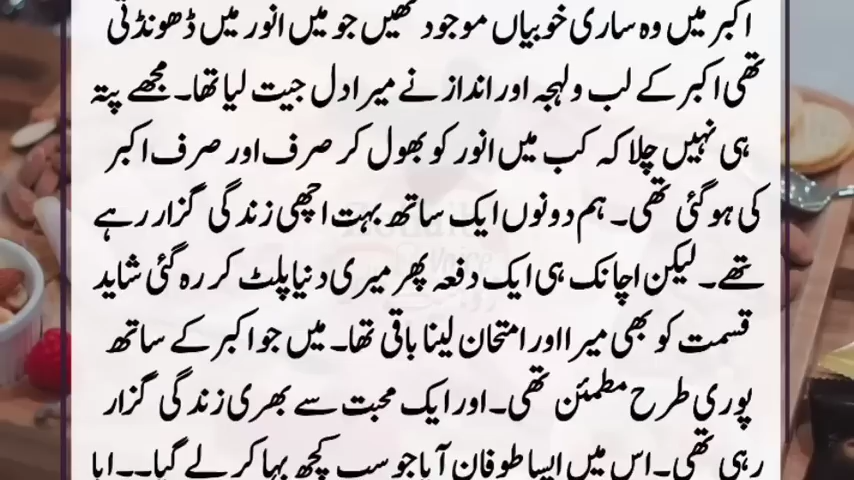 اکبر میں وہ ساری خوبیاں موجود تھیں جو میں انور میں ڈھونڈتی
تھی اکبر کے لب ولہجہ اور انداز نے میرا دل جیت لیا تھا۔ مجھے پتہ
ہی نہیں چلا کہ کب میں انور کو بھول کر صرف اور صرف اکبر
کی ہو گئی تھی۔ ہم دونوں ایک ساتھ بہت اچھی زندگی گزار رہے
تھے۔ لیکن اچانک ہی ایک دفعہ پھر میری دنیا پلٹ کر رہ گئی شاید
قسمت کو بھی میرا اور امتحان لینا باقی تھا۔ میں جو اکبر کے ساتھ
پوری طرح مطمئن تھی۔ اور ایک محبت سے بھری زندگی گزار
رہی تھی۔ اس میں ایسا طوفان آیا جو سب کچھ بہا کر لے گیا۔۔ ابا